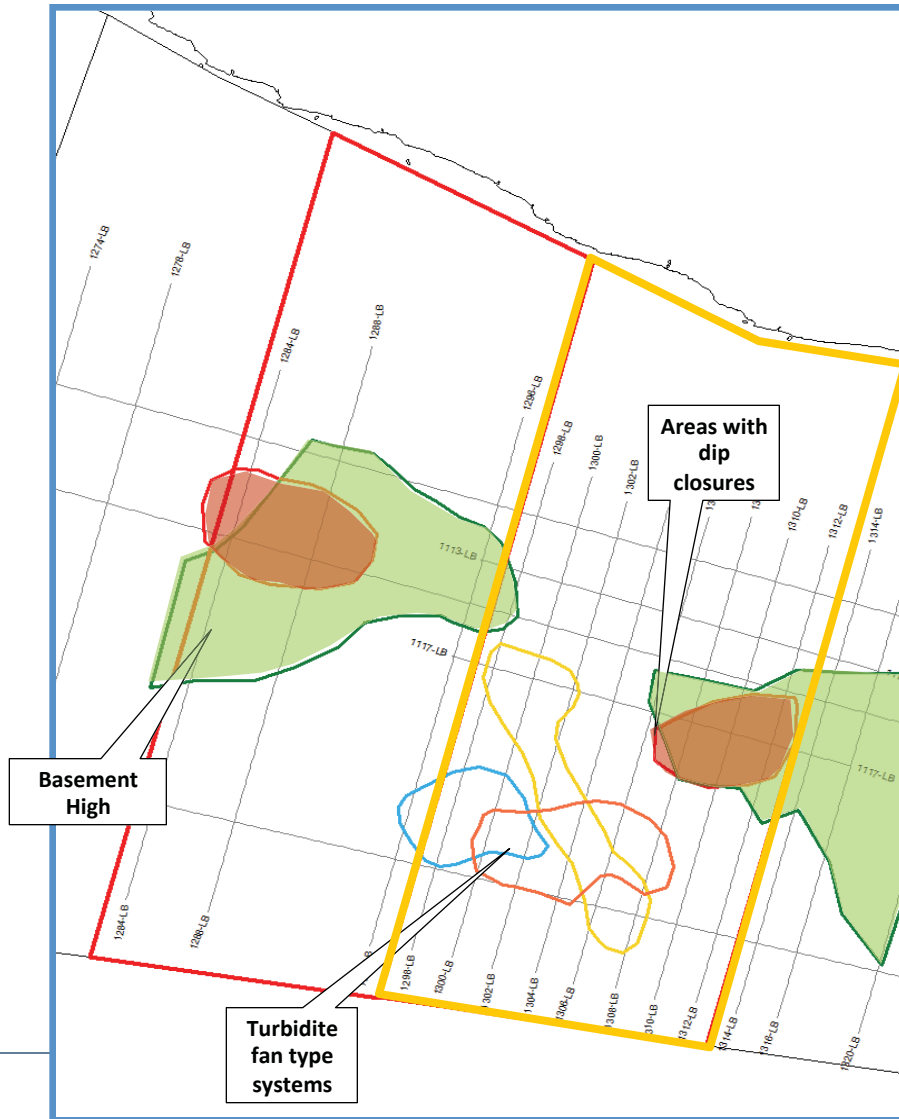 1274-LB
1278-LB
1284-LB
1288-LB
1296-LB
1298-LB
1300-LB
1302-LB
Areas with
dip
closures
1310-LB
1312-LB
1314-LB
1113-LB
1117-LB
1117-LB
Basement
High
1284-LB
1288-LB
1298-LB
1300-LB
1302-LB
1304-LB
1306-LB
1308-LB
310-LB
1312-LB
1314-LB
1316-LB
1320-LB
Turbidite
fan type
systems